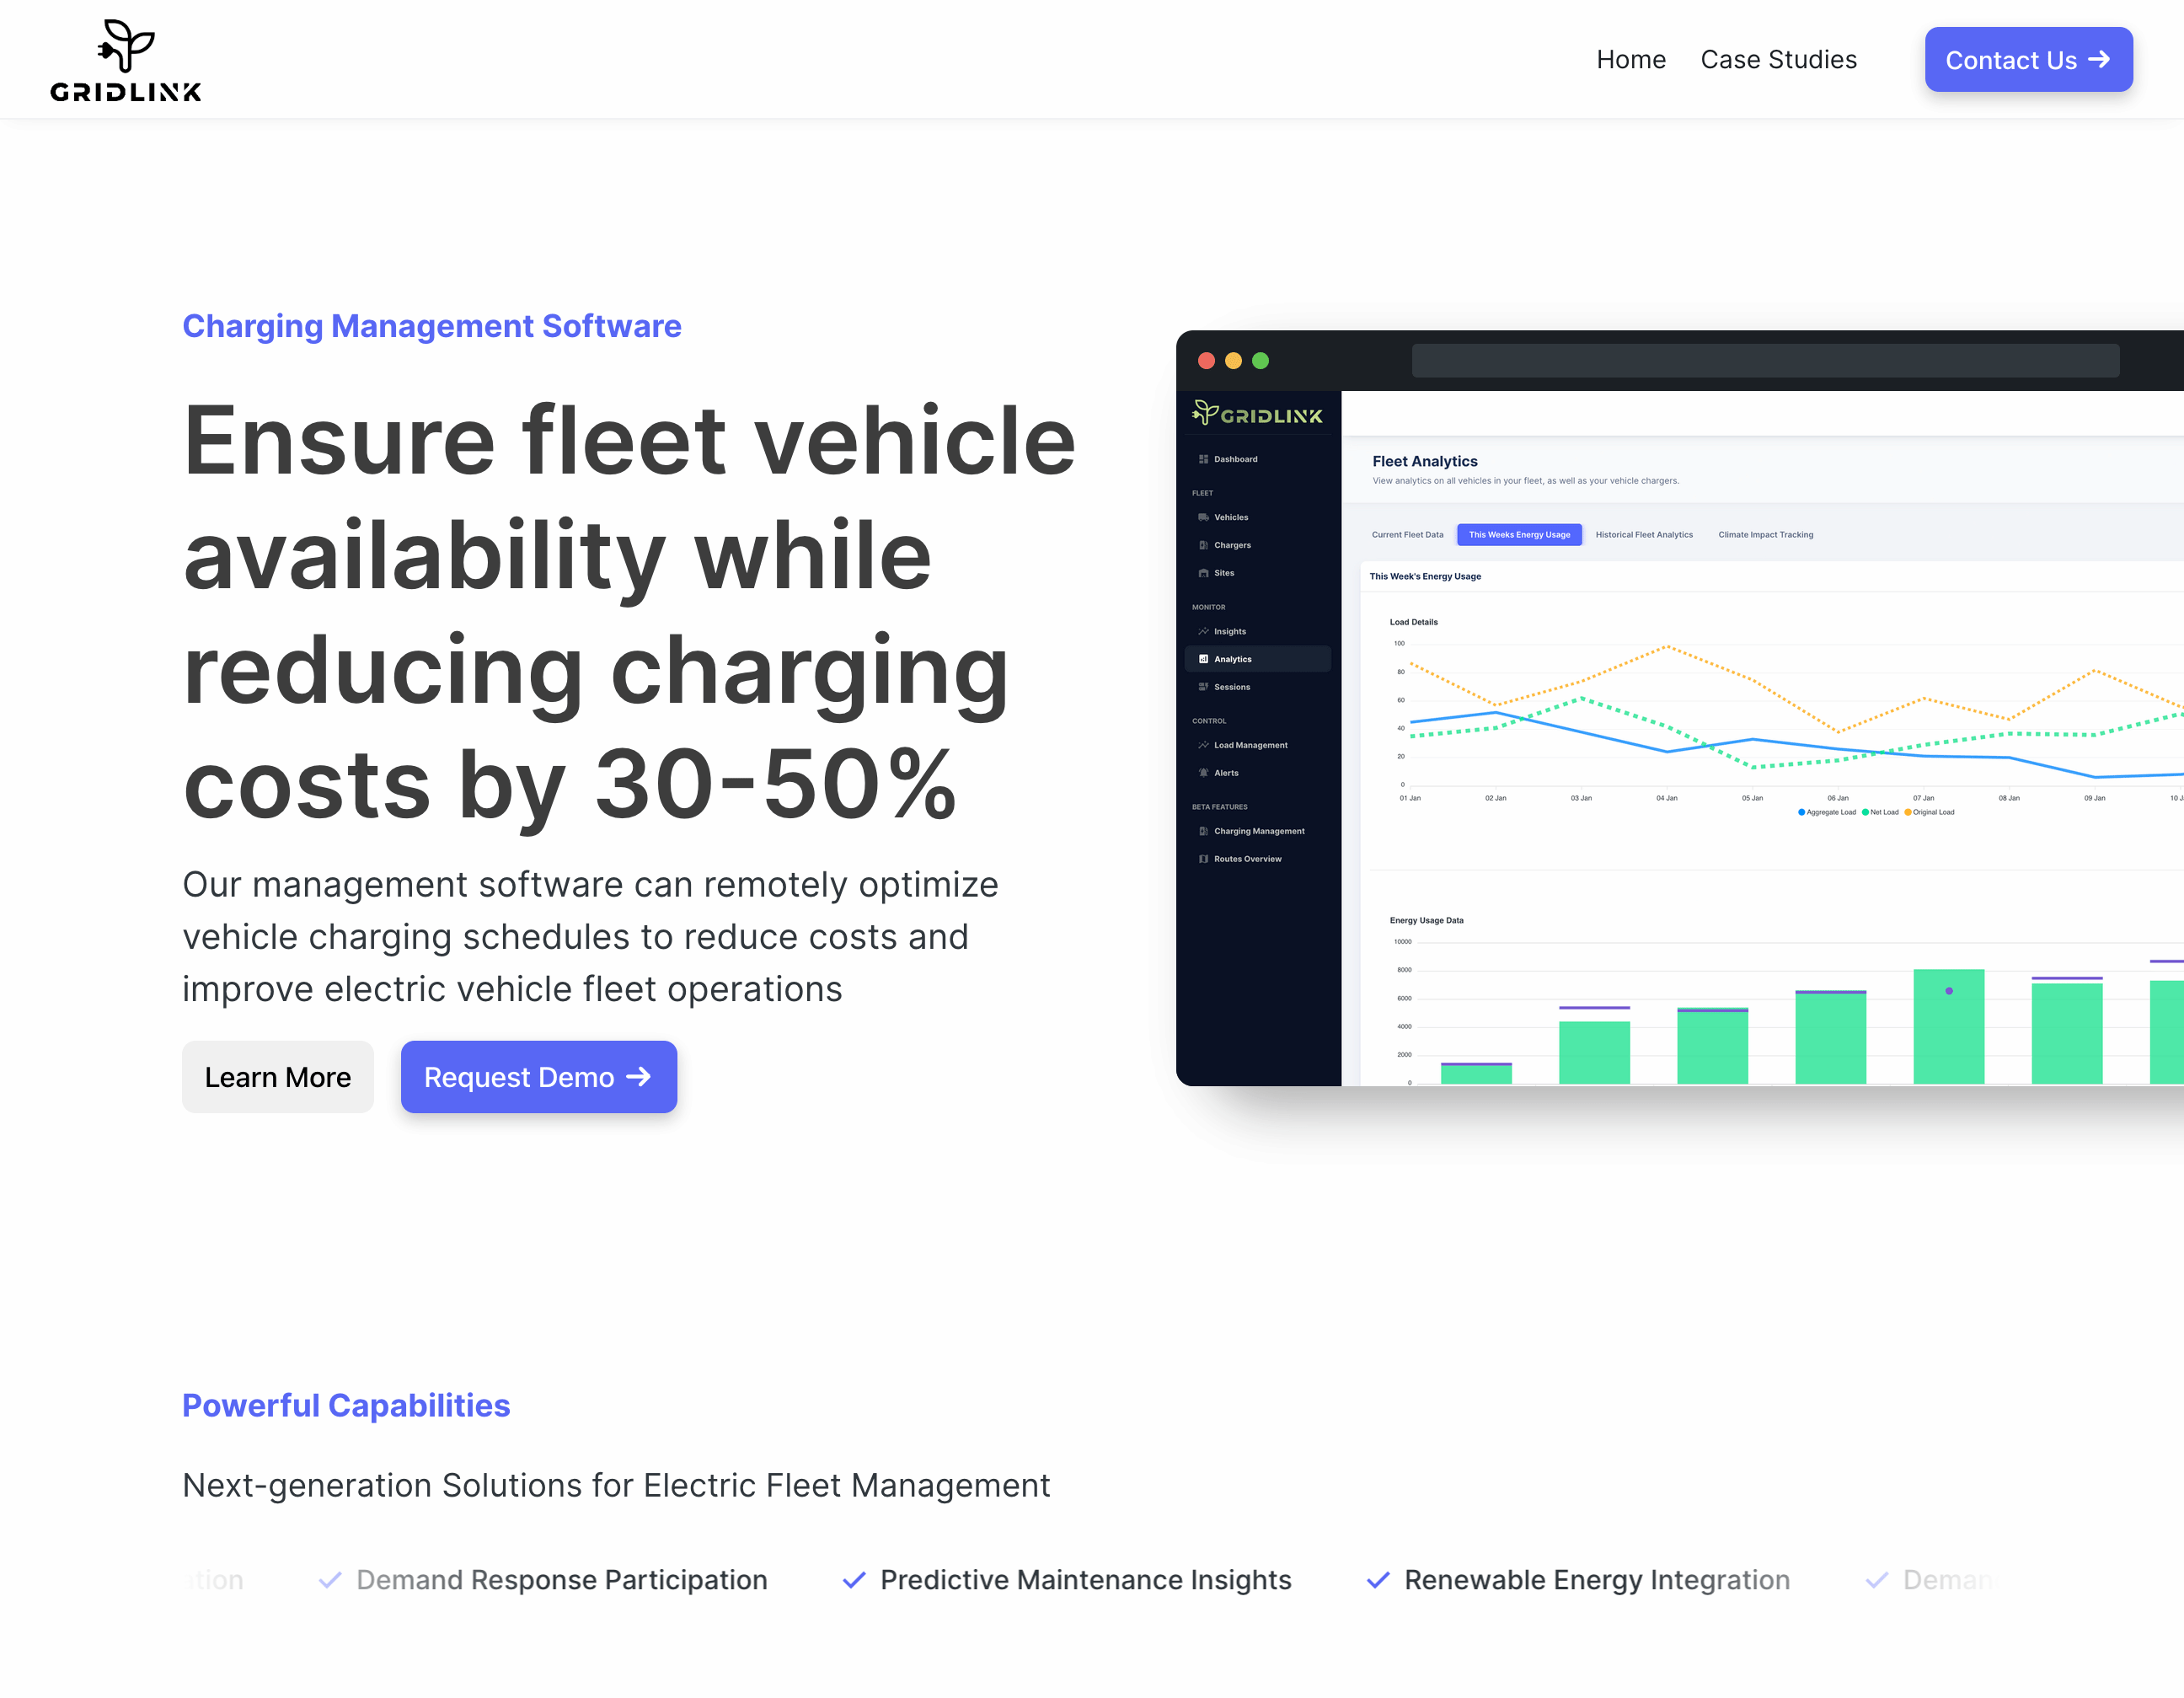 GRIDLINK
Home Case Studies Contact Us
Charging Management Software
Ensure fleet vehicle
availability while
reducing charging
costs by 30-50%
Our management software can remotely optimize
vehicle charging schedules to reduce costs and
improve electric vehicle fleet operations
Learn More Request Demo
GRIDLINK
Dashboard
FLEET
Vehicles
Chargers
Sites
MONITOR
Insights
Analytics
Sessions
CONTROL
Load Management
Alerts
BETA FEATURES
Charging Management
Routes Overview
Fleet Analytics
View analytics on all vehicles in your fleet, as well as your vehicle chargers.
Current Fleet Data This Weeks Energy Usage Historical Fleet Analytics Climate Impact Tracking
This Week's Energy Usage
Load Details
100
80
60
40
20
0
01 Jan 02 Jan 03 Jan 04 Jan 05 Jan 06 Jan 07 Jan 08 Jan 09 Jan 10 J
Aggregate Load Net Load Original Load
Energy Usage Data
10000
8000
6000
4000
2000
0
Powerful Capabilities
Next-generation Solutions for Electric Fleet Management
ation Demand Response Participation Predictive Maintenance Insights Renewable Energy Integration Deman